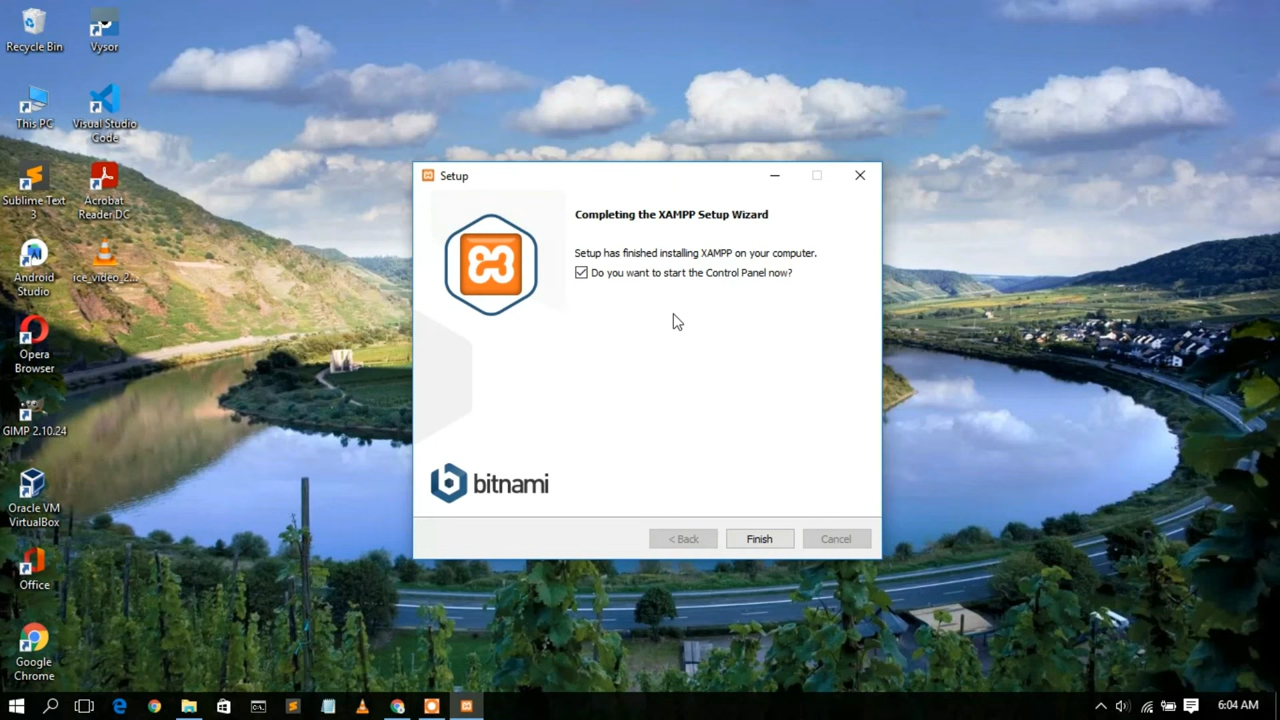 Recycle Bin
Vysor
This PC
Visual Studio
Code
Sublime Text
3
Acrobat
Reader DC
Android
Studio
ice_video_2...
Opera
Browser
GIMP 2.10.24
Oracle VM
VirtualBox
Office
Google
Chrome
Setup
Completing the XAMPP Setup Wizard
Setup has finished installing XAMPP on your computer.
Do you want to start the Control Panel now?
bitnami
< Back
Finish
Cancel
6:04 AM